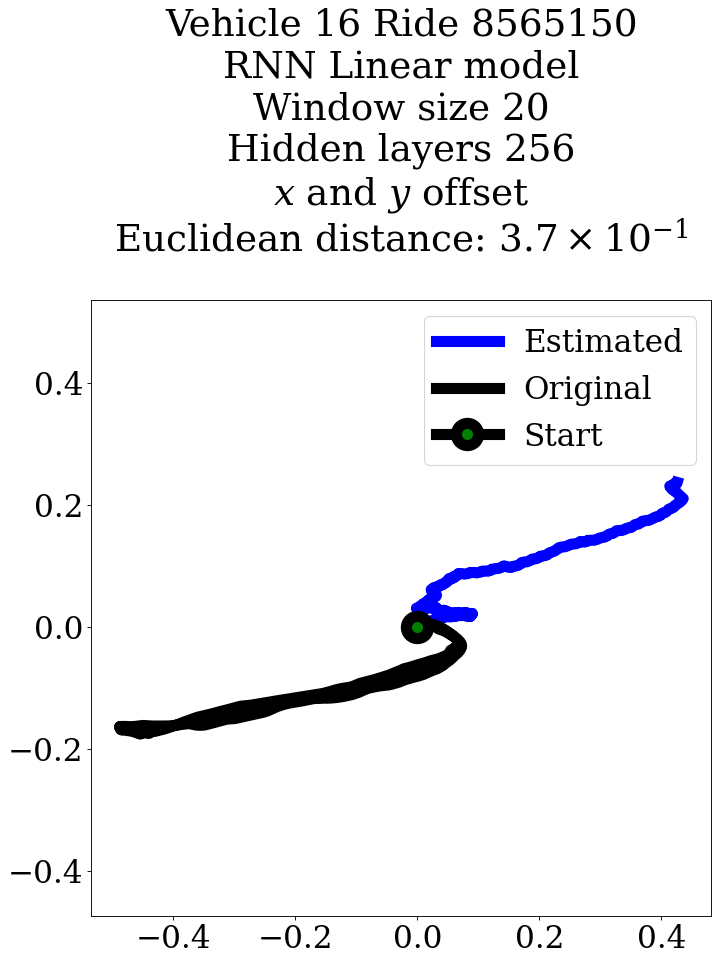 Vehicle 16 Ride 8565150
RNN Linear model
Window size 20
Hidden layers 256
x and y offset
Euclidean distance: 3.7 × 10⁻¹
Estimated
Original
Start
0.4
0.2
0.0
−0.2
−0.4
−0.4 −0.2 0.0 0.2 0.4